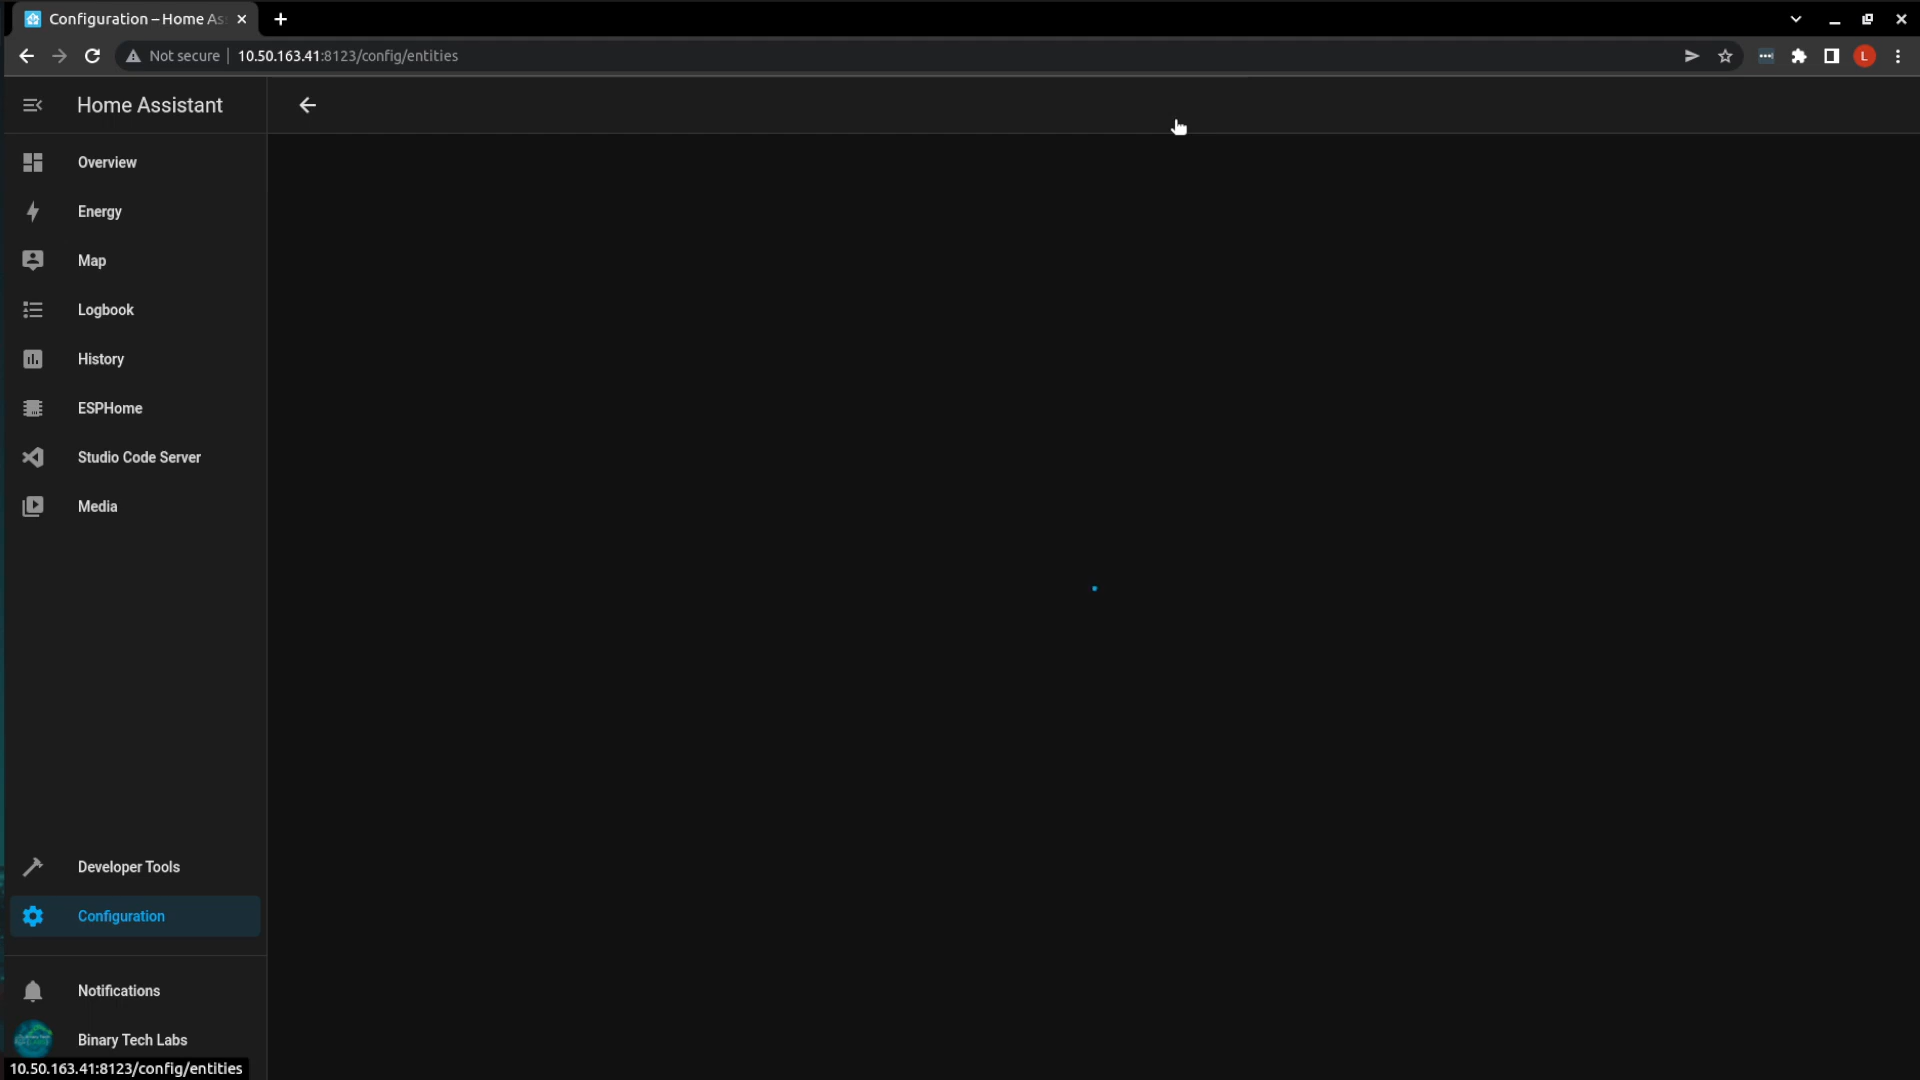 Configuration – Home As
Not secure
10.50.163.41:8123/config/entities
L
Home Assistant
Overview
Energy
Map
Logbook
History
ESPHome
Studio Code Server
Media
Developer Tools
Configuration
Notifications
Binary Tech Labs
10.50.163.41:8123/config/entities